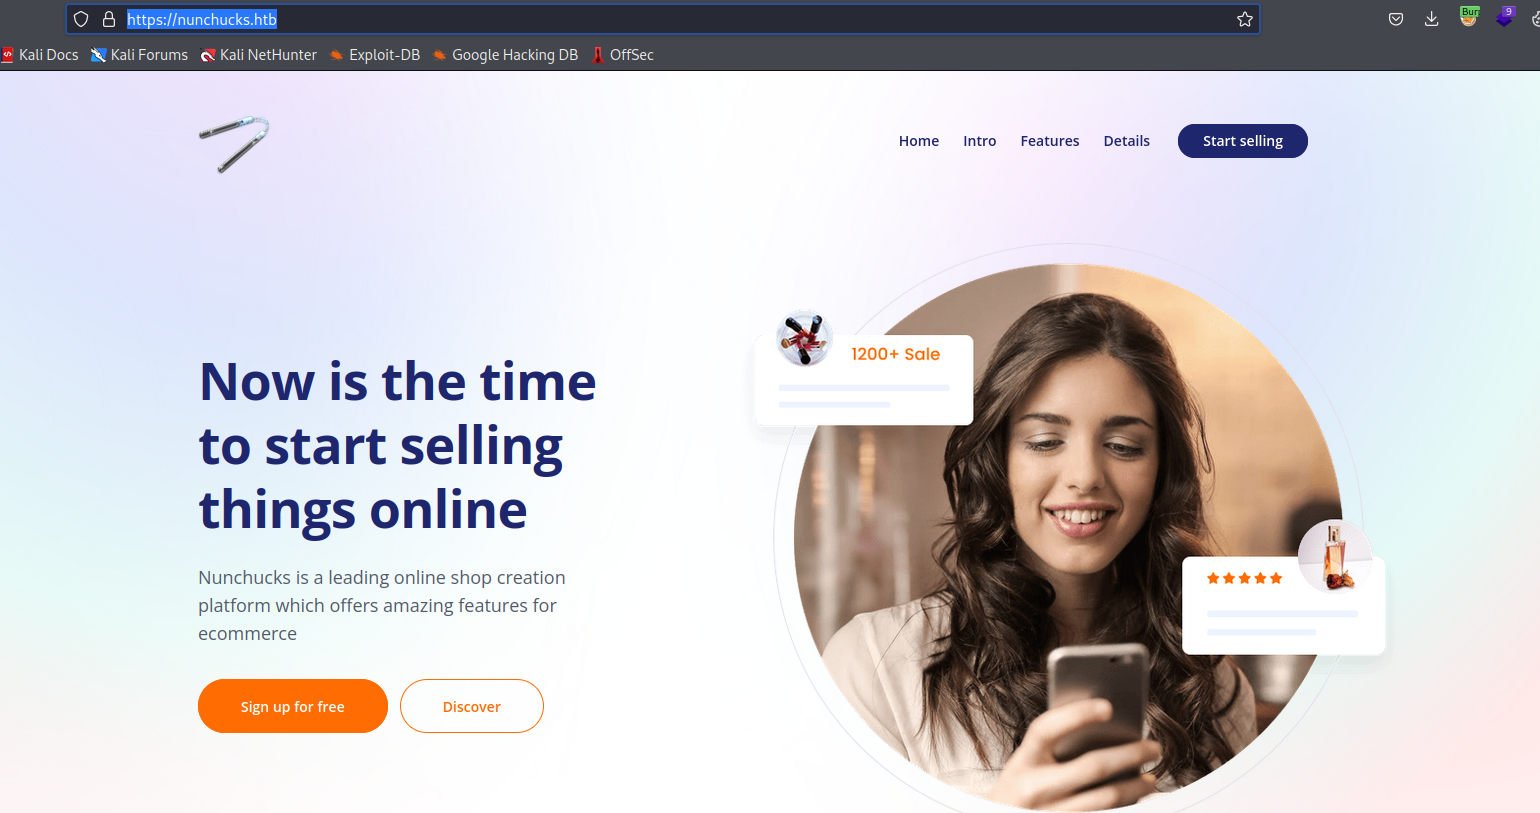 https://nunchucks.htb
Bur
9
Kali Docs
Kali Forums
Kali NetHunter
Exploit-DB
Google Hacking DB
OffSec
Home
Intro
Features
Details
Start selling
1200+ Sale
Now is the time
to start selling
things online
Nunchucks is a leading online shop creation
platform which offers amazing features for
ecommerce
Sign up for free
Discover